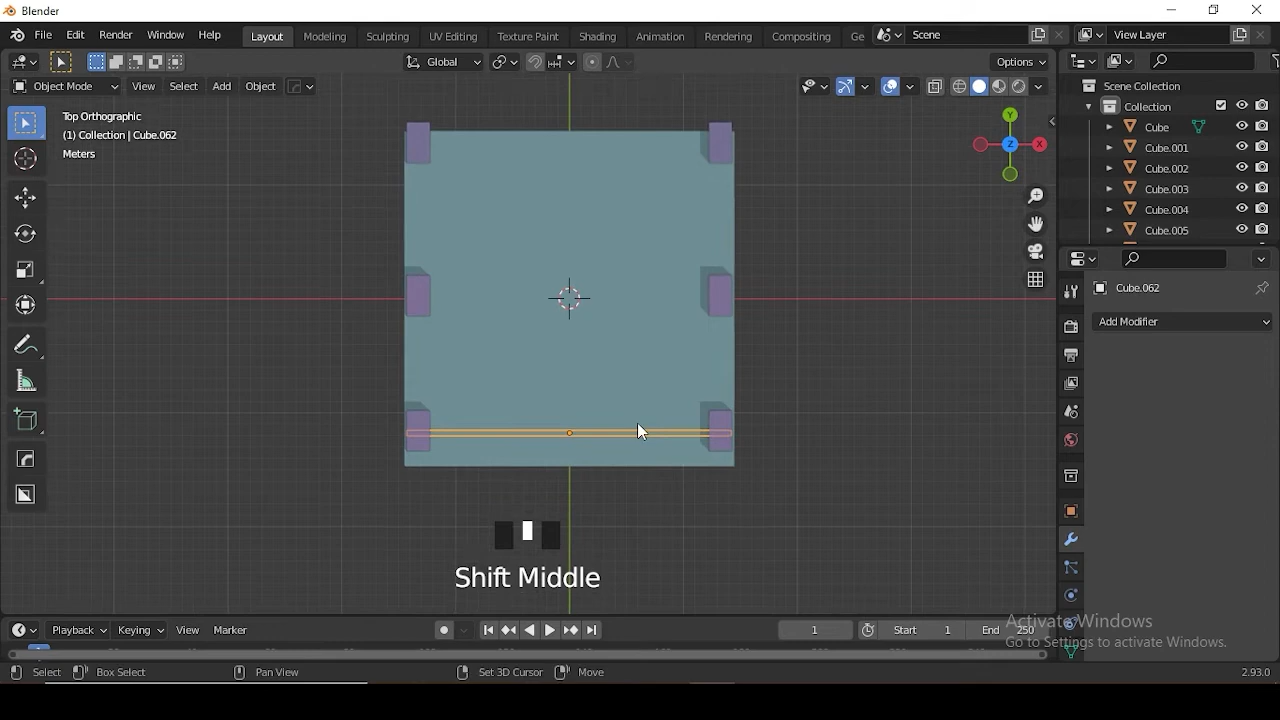 Blender
File Edit Render Window Help Layout Modeling Sculpting UV Editing Texture Paint Shading Animation Rendering Compositing Ge Scene View Layer
Global Options
Object Mode View Select Add Object
Scene Collection
Collection
Cube
Cube.001
Cube.002
Cube.003
Cube.004
Cube.005
Top Orthographic
(1) Collection | Cube.062
Meters
Y
Z
X
Cube.062
Add Modifier
Shift Middle
Playback Keying View Marker 1 Start 1 End 250
Activate Windows
Go to Settings to activate Windows.
Select Box Select Pan View Set 3D Cursor Move 2.93.0